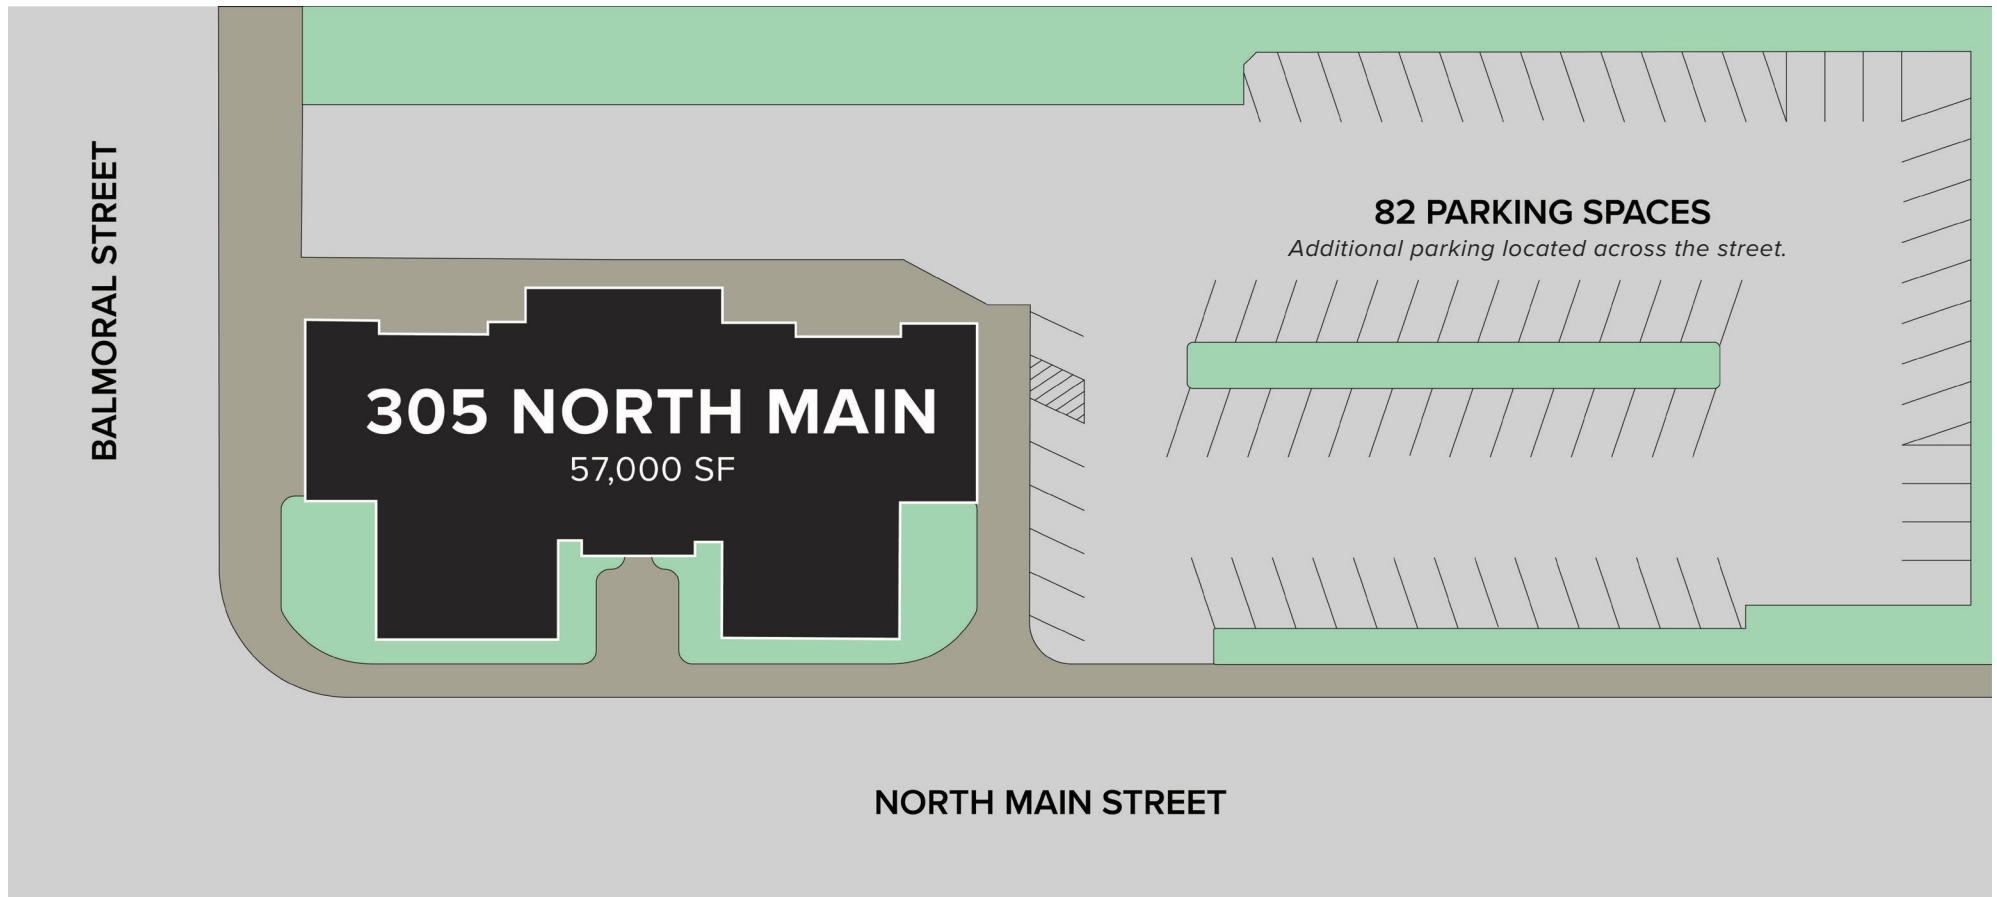 BALMORAL STREET
82 PARKING SPACES
Additional parking located across the street.
305 NORTH MAIN
57,000 SF
NORTH MAIN STREET